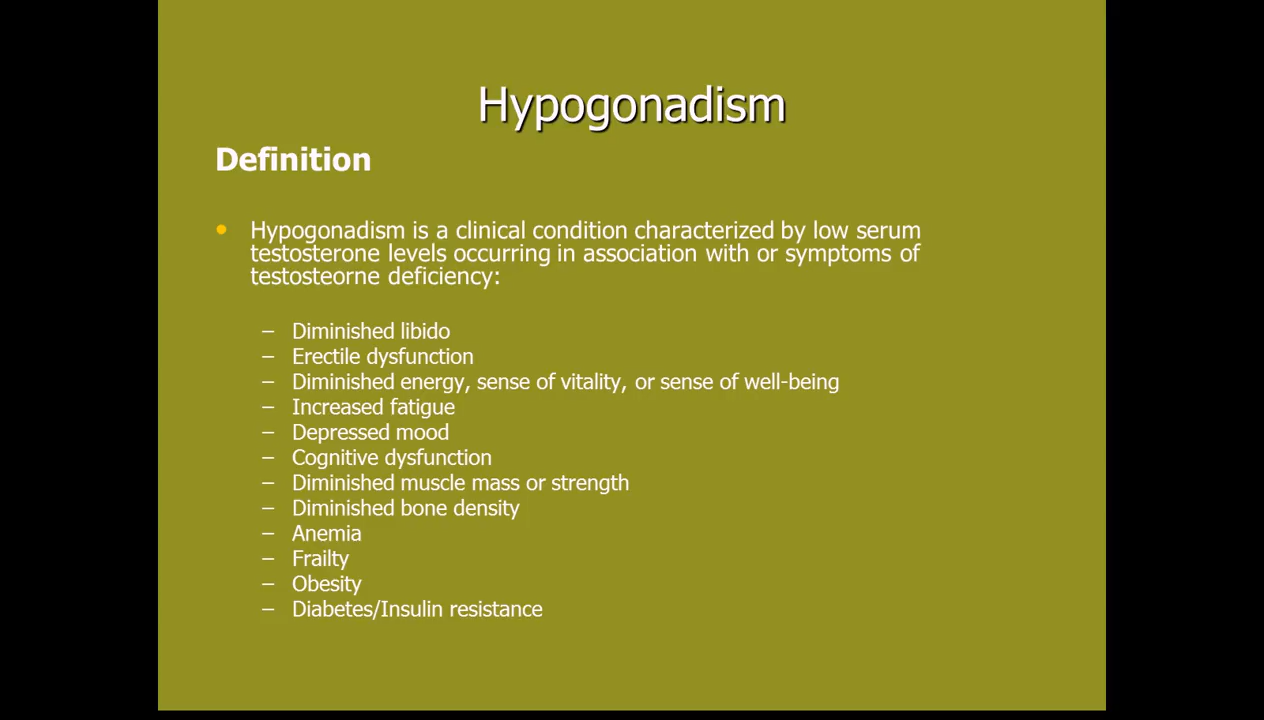 Hypogonadism
Definition
• Hypogonadism is a clinical condition characterized by low serum
testosterone levels occurring in association with or symptoms of
testosteorne deficiency:
– Diminished libido
– Erectile dysfunction
– Diminished energy, sense of vitality, or sense of well-being
– Increased fatigue
– Depressed mood
– Cognitive dysfunction
– Diminished muscle mass or strength
– Diminished bone density
– Anemia
– Frailty
– Obesity
– Diabetes/Insulin resistance